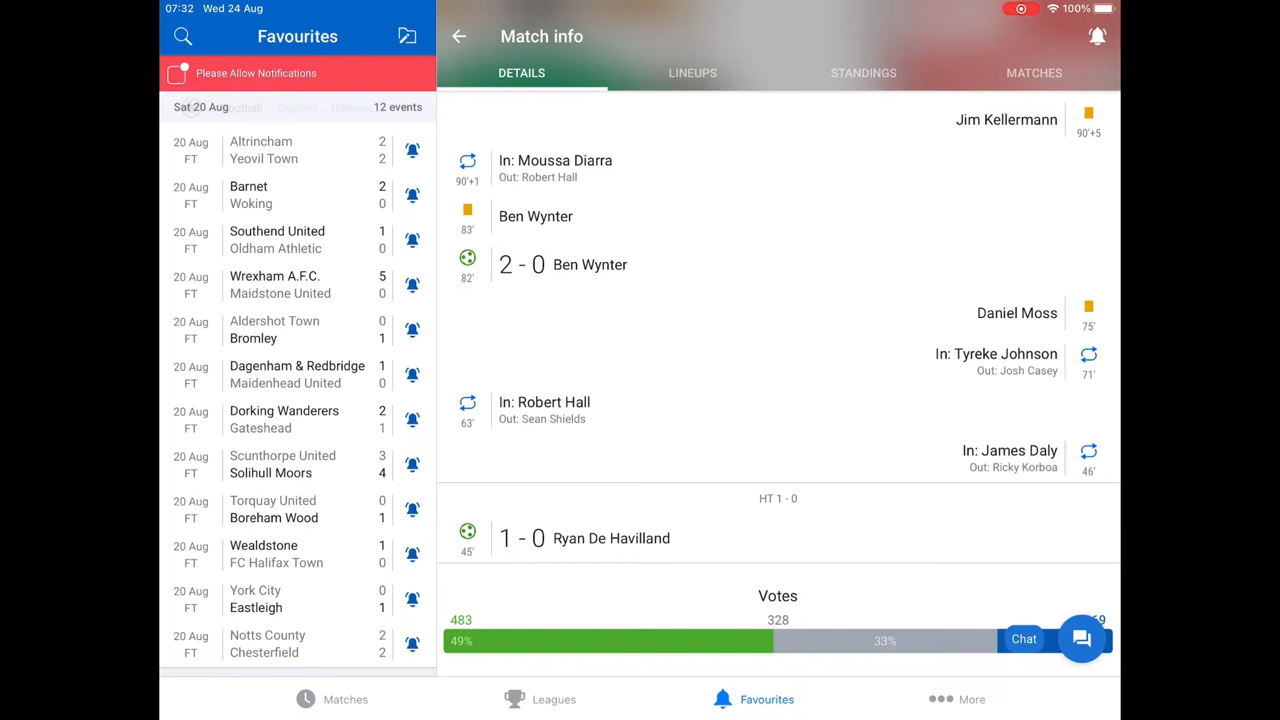 07:32 Wed 24 Aug
100%
Favourites
Please Allow Notifications
Sat 20 Aug 12 events
20 Aug Altrincham 2
FT Yeovil Town 2
20 Aug Barnet 2
FT Woking 0
20 Aug Southend United 1
FT Oldham Athletic 0
20 Aug Wrexham A.F.C. 5
FT Maidstone United 0
20 Aug Aldershot Town 0
FT Bromley 1
20 Aug Dagenham & Redbridge 1
FT Maidenhead United 0
20 Aug Dorking Wanderers 2
FT Gateshead 1
20 Aug Scunthorpe United 3
FT Solihull Moors 4
20 Aug Torquay United 0
FT Boreham Wood 1
20 Aug Wealdstone 1
FT FC Halifax Town 0
20 Aug York City 0
FT Eastleigh 1
20 Aug Notts County 2
FT Chesterfield 2
Match info
DETAILS LINEUPS STANDINGS MATCHES
Jim Kellermann
90'+5
In: Moussa Diarra
Out: Robert Hall
90'+1
Ben Wynter
83'
2 - 0 Ben Wynter
82'
Daniel Moss
75'
In: Tyreke Johnson
Out: Josh Casey
71'
In: Robert Hall
Out: Sean Shields
63'
In: James Daly
Out: Ricky Korboa
46'
HT 1 - 0
1 - 0 Ryan De Havilland
45'
Votes
483 328
49% 33%
Chat
Matches Leagues Favourites More